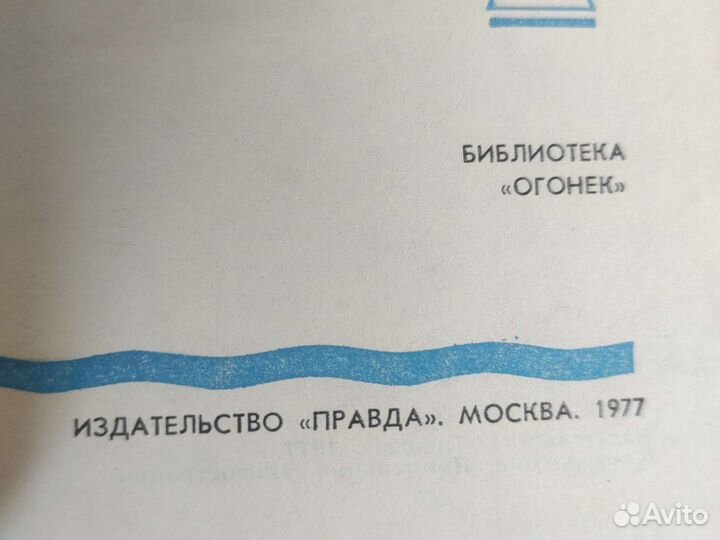 БИБЛИОТЕКА
«ОГОНЕК»
ИЗДАТЕЛЬСТВО «ПРАВДА». МОСКВА. 1977
Avito